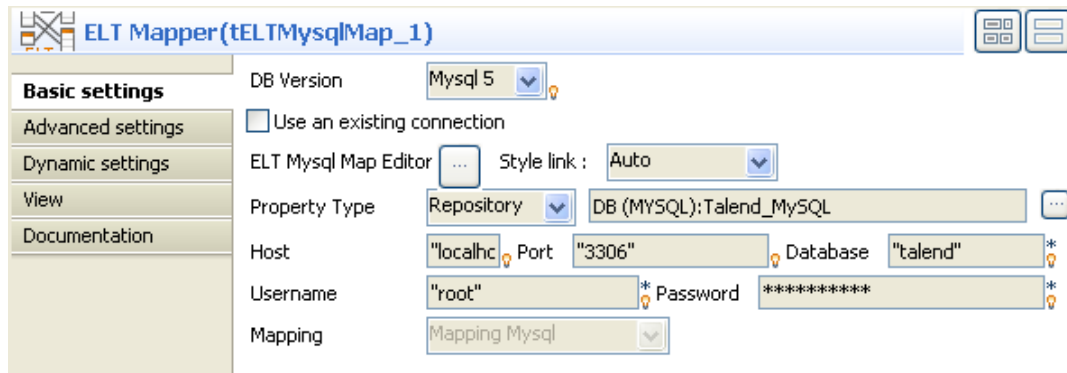 ELT Mapper(tELTMysqlMap_1)
Basic settings
Advanced settings
Dynamic settings
View
Documentation
DB Version Mysql 5
Use an existing connection
ELT Mysql Map Editor ... Style link : Auto
Property Type Repository DB (MYSQL):Talend_MySQL ...
Host "localhc Port "3306" Database "talend" *
Username "root" * Password ********** *
Mapping Mapping Mysql